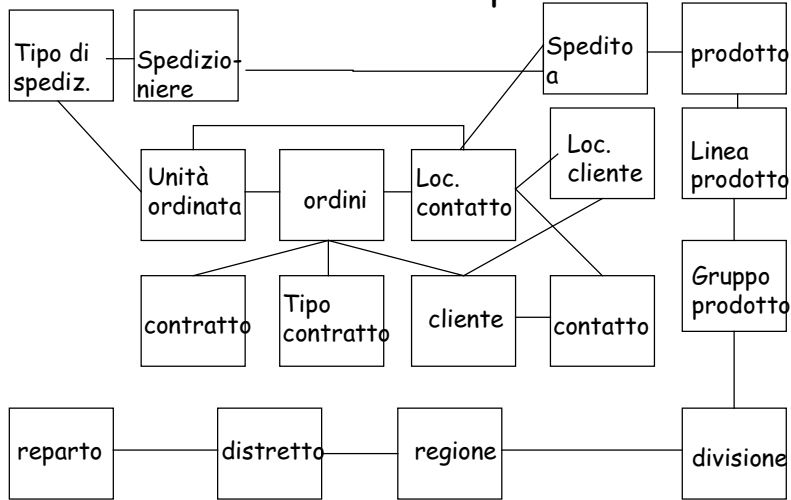 Tipo di
spediz.
Spedizio-
niere
Spedito
a
prodotto
Unità
ordinata
ordini
Loc.
contatto
Loc.
cliente
Linea
prodotto
contratto
Tipo
contratto
cliente
contatto
Gruppo
prodotto
reparto
distretto
regione
divisione